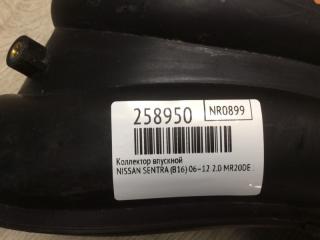 258950 NR0899
Коллектор впускной
NISSAN SENTRA (B16) 06-12 2.0 MR20DE .